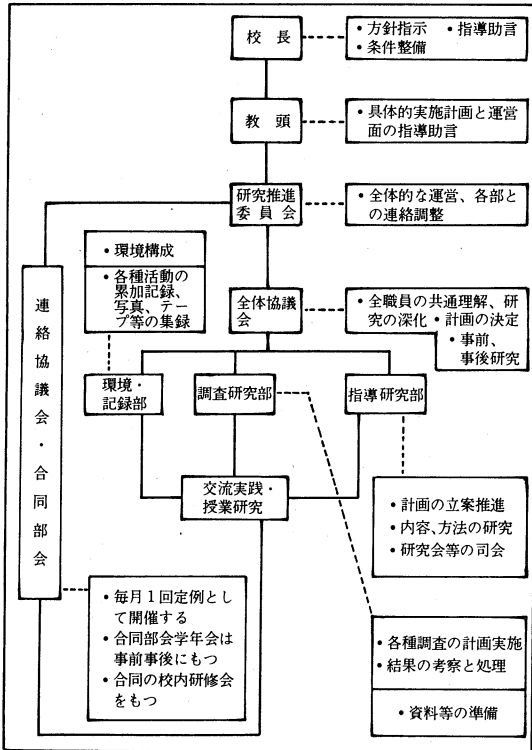 校長
・方針指示 ・指導助言
・条件整備
教頭
・具体的実施計画と運営
面の指導助言
研究推進
委員会
・全体的な運営、各部と
の連絡調整
・環境構成
・各種活動の
累加記録、
写真、テー
プ等の集録
全体協議
会
・全職員の共通理解、研
究の深化・計画の決定
・事前、
事後研究
連絡協議会・合同部会
環境・
記録部
調査研究部
指導研究部
交流実践・
授業研究
・計画の立案推進
・内容、方法の研究
・研究会等の司会
・毎月1回定例とし
て開催する
・合同部会学年会は
事前事後にもつ
・合同の校内研修会
をもつ
・各種調査の計画実施
・結果の考察と処理
・資料等の準備